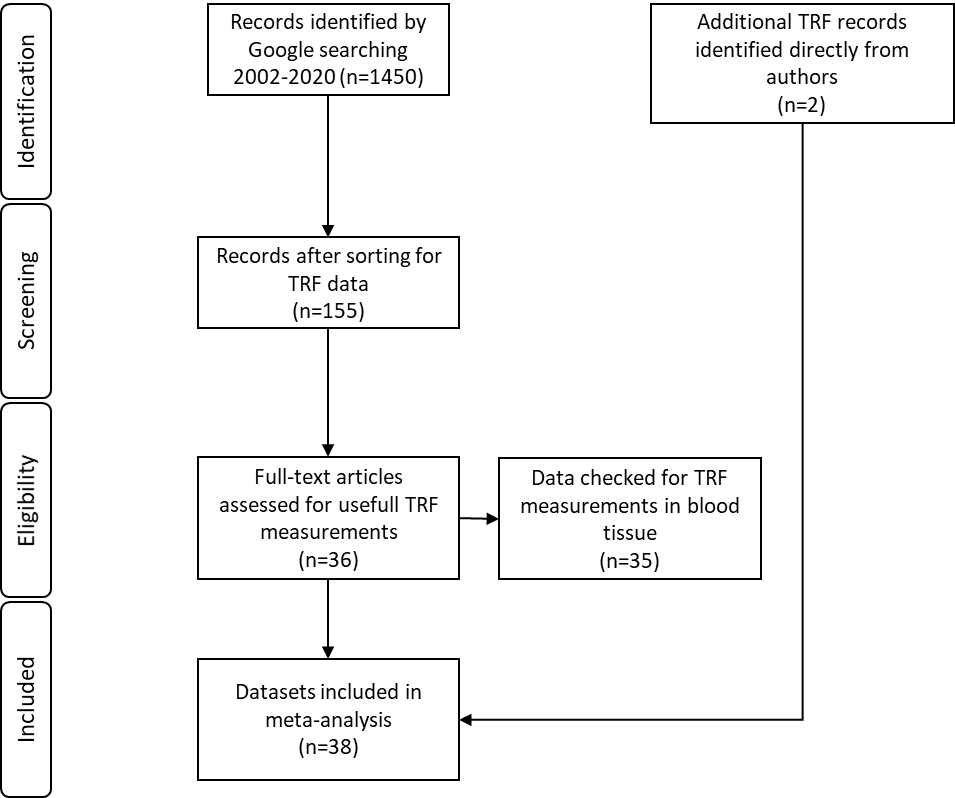 Identification
Records identified by
Google searching
2002-2020 (n=1450)
Additional TRF records
identified directly from
authors
(n=2)
Screening
Records after sorting for
TRF data
(n=155)
Eligibility
Full-text articles
assessed for usefull TRF
measurements
(n=36)
Data checked for TRF
measurements in blood
tissue
(n=35)
Included
Datasets included in
meta-analysis
(n=38)